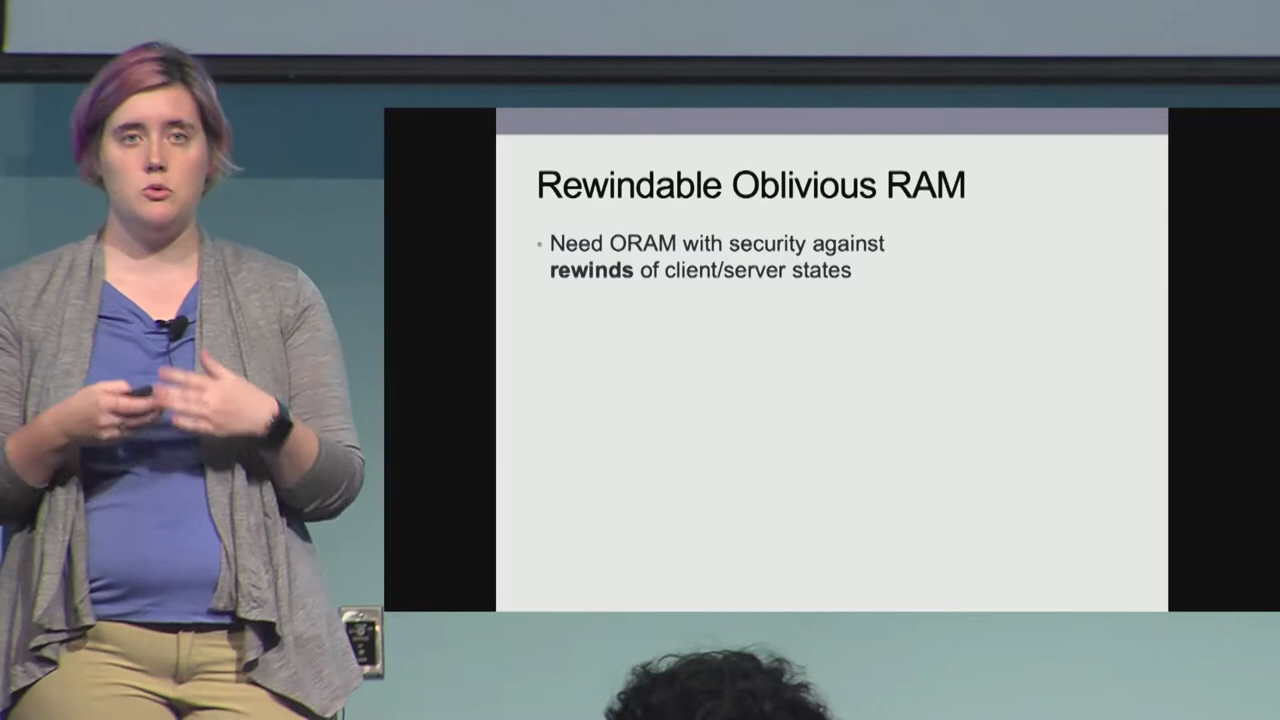 Rewindable Oblivious RAM
• Need ORAM with security against
rewinds of client/server states